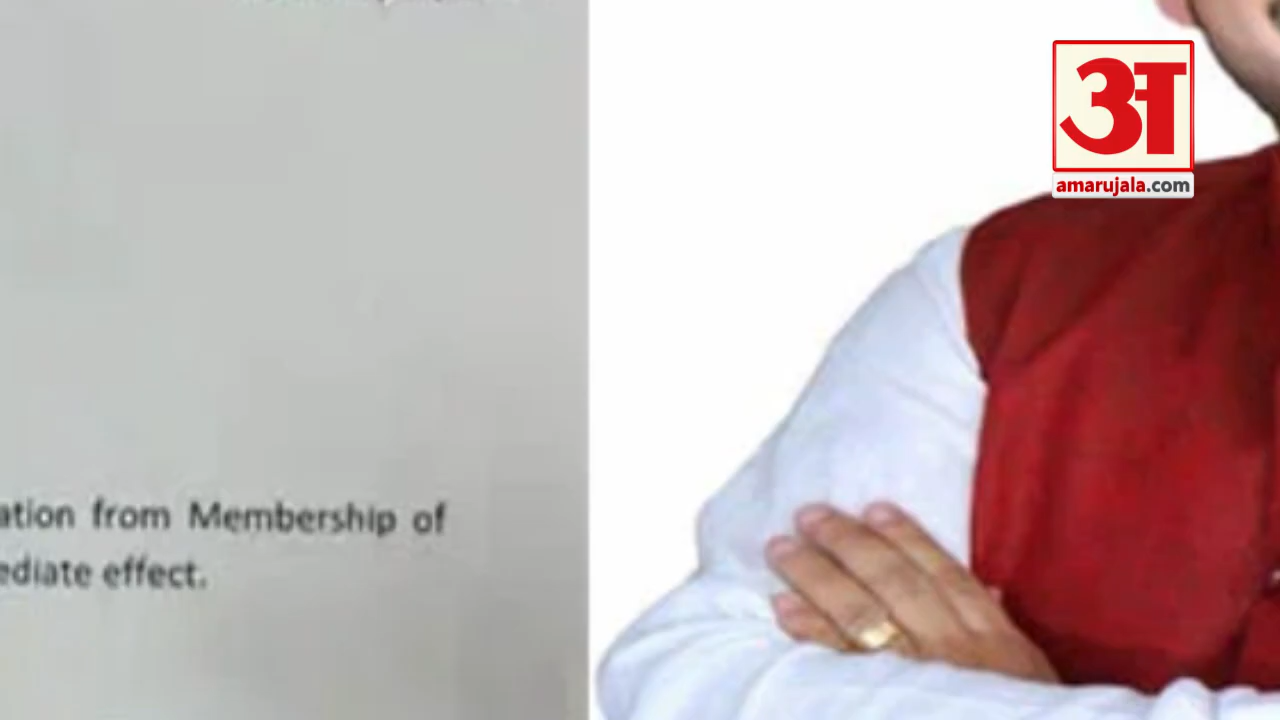 ation from Membership of
ediate effect.
अ
amarujala.com